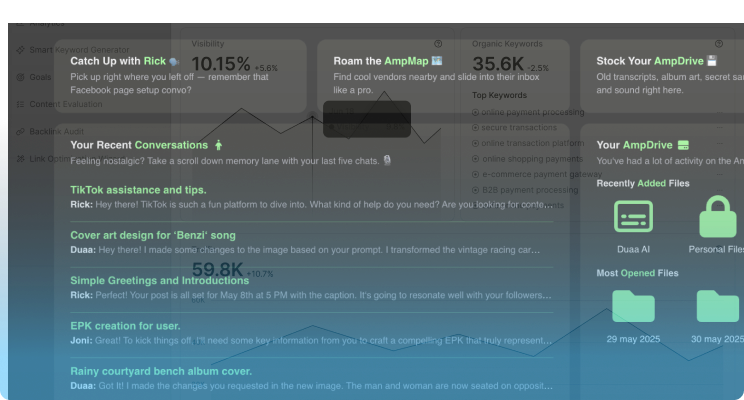 Analytics
Smart Keyword Generator
Goals
Content Evaluation
Backlink Audit
Link Optim
Visibility
10.15% +5.6%
Organic Keywords
35.6K -2.5%
Top Keywords
online payment processing
secure transactions
online transaction platform
online shopping payments
e-commerce payment gateway
B2B payment processing
59.8K +10.7%
Catch Up with Rick
Pick up right where you left off — remember that
Facebook page setup convo?
Roam the AmpMap
Find cool vendors nearby and slide into their inbox
like a pro.
Stock Your AmpDrive
Old transcripts, album art, secret
and sound right here.
Your Recent Conversations
Feeling nostalgic? Take a scroll down memory lane with your last five chats.
TikTok assistance and tips.
Rick: Hey there! TikTok is such a fun platform to dive into. What kind of help do you need? Are you looking for conte...
Cover art design for 'Benzi' song
Duaa: Hey there! I made some changes to the image based on your prompt. I transformed the vintage racing car...
Simple Greetings and Introductions
Rick: Perfect! Your post is all set for May 8th at 5 PM with the caption. It's going to resonate well with your followers...
EPK creation for user.
Joni: Great! To kick things off, I'll need some key information from you to craft a compelling EPK that truly represent...
Rainy courtyard bench album cover.
Duaa: Got It! I made the changes you requested in the new image. The man and woman are now seated on opposit...
Your AmpDrive
You've had a lot of activity on the Am
Recently Added Files
Duaa AI
Personal Files
Most Opened Files
29 may 2025
30 may 2025